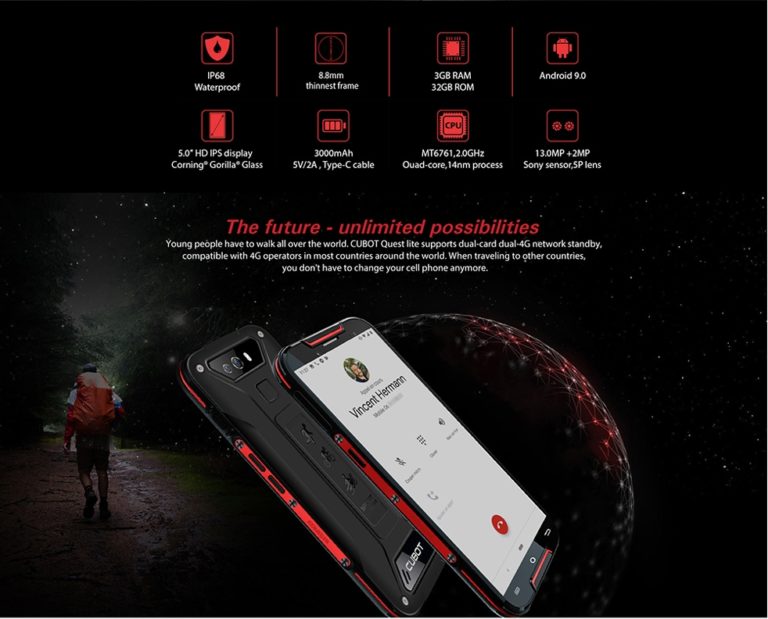 IP68
Waterproof
8.8mm
thinnest frame
3GB RAM
32GB ROM
Android 9.0
5.0" HD IPS display
Corning® Gorilla® Glass
3000mAh
5V/2A , Type-C cable
CPU
MT6761,2.0GHz
Ouad-core,14nm process
13.0MP +2MP
Sony sensor,5P lens
The future - unlimited possibilities
Young people have to walk all over the world. CUBOT Quest lite supports dual-card dual-4G network standby,
compatible with 4G operators in most countries around the world. When traveling to other countries,
you don't have to change your cell phone anymore.
Appel en cours
Vincent Hermann
CUBOT